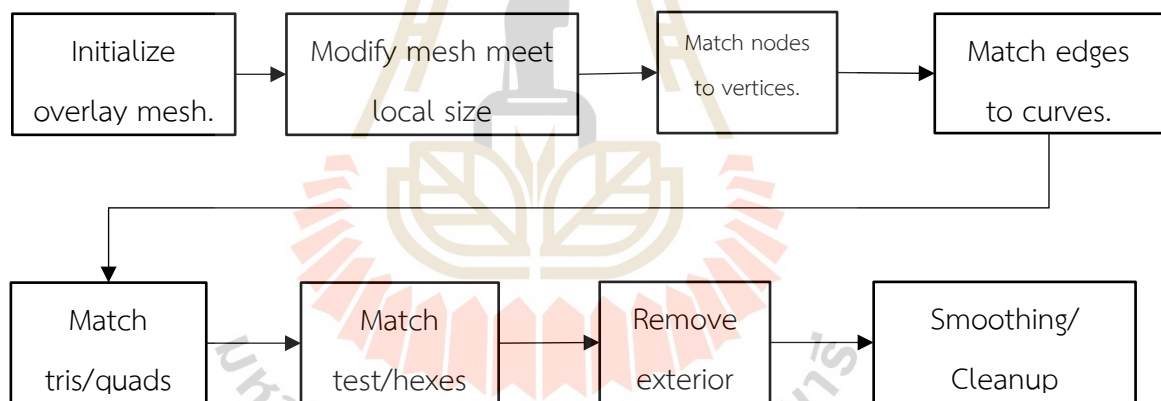 Initialize
overlay mesh.
Modify mesh meet
local size
Match nodes
to vertices.
Match edges
to curves.
Match
tris/quads
Match
test/hexes
Remove
exterior
Smoothing/
Cleanup